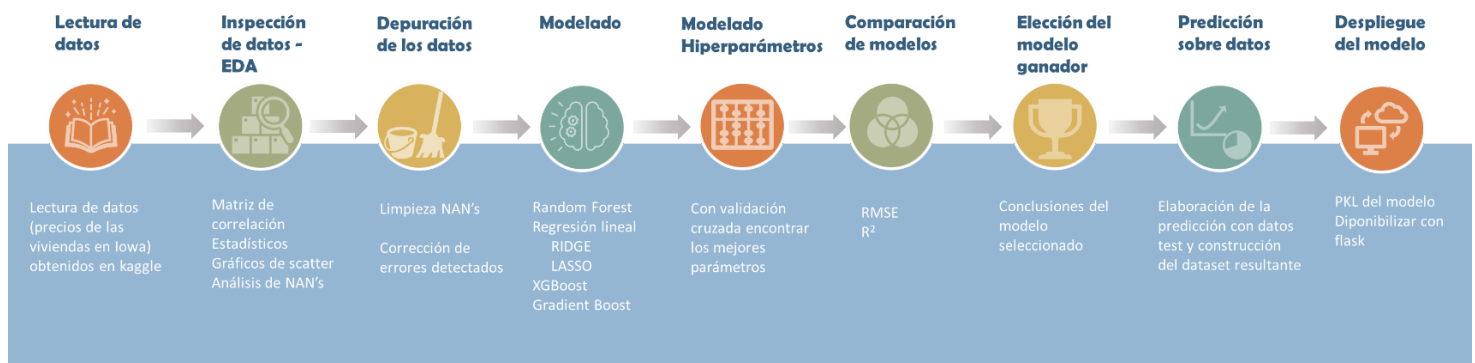 Lectura de
datos
Inspección
de datos -
EDA
Depuración
de los datos
Modelado
Modelado
Hiperparámetros
Comparación
de modelos
Elección del
modelo
ganador
Predicción
sobre datos
Despliegue
del modelo
Lectura de datos
(precios de las
viviendas en Iowa)
obtenidos en kaggle
Matriz de
correlación
Estadísticos
Gráficos de scatter
Análisis de NAN's
Limpieza NAN's
Corrección de
errores detectados
Random Forest
Regresión lineal
RIDGE
LASSO
XGBoost
Gradient Boost
Con validación
cruzada encontrar
los mejores
parámetros
RMSE
R²
Conclusiones del
modelo
seleccionado
Elaboración de la
predicción con datos
test y construcción
del dataset resultante
PKL del modelo
Diponibilizar con
flask